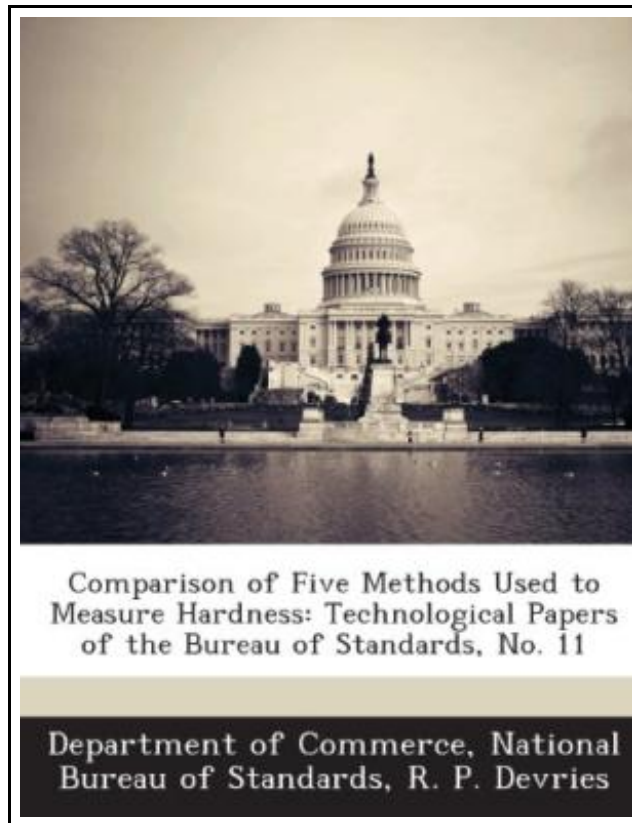 Comparison of Five Methods Used to
Measure Hardness: Technological Papers
of the Bureau of Standards, No. 11
Department of Commerce, National
Bureau of Standards, R. P. Devries